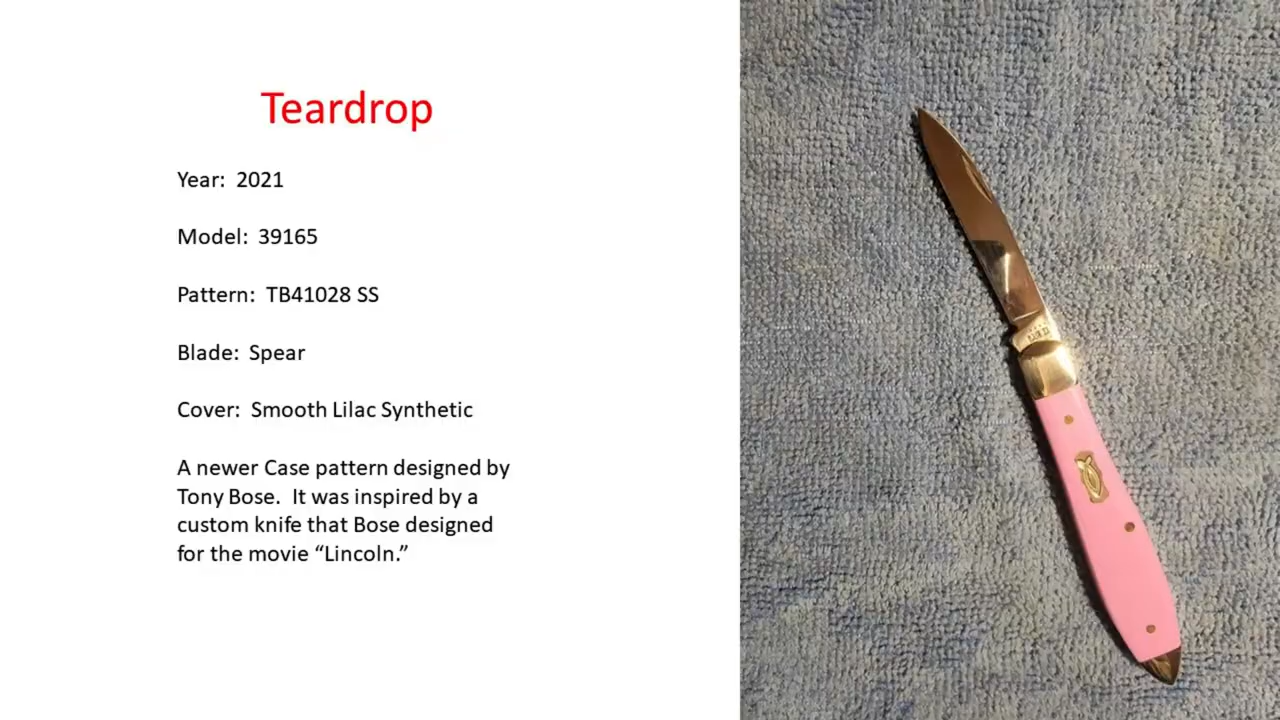 Teardrop
Year:  2021
Model:  39165
Pattern:  TB41028 SS
Blade:  Spear
Cover:  Smooth Lilac Synthetic
A newer Case pattern designed by
Tony Bose.  It was inspired by a
custom knife that Bose designed
for the movie “Lincoln.”